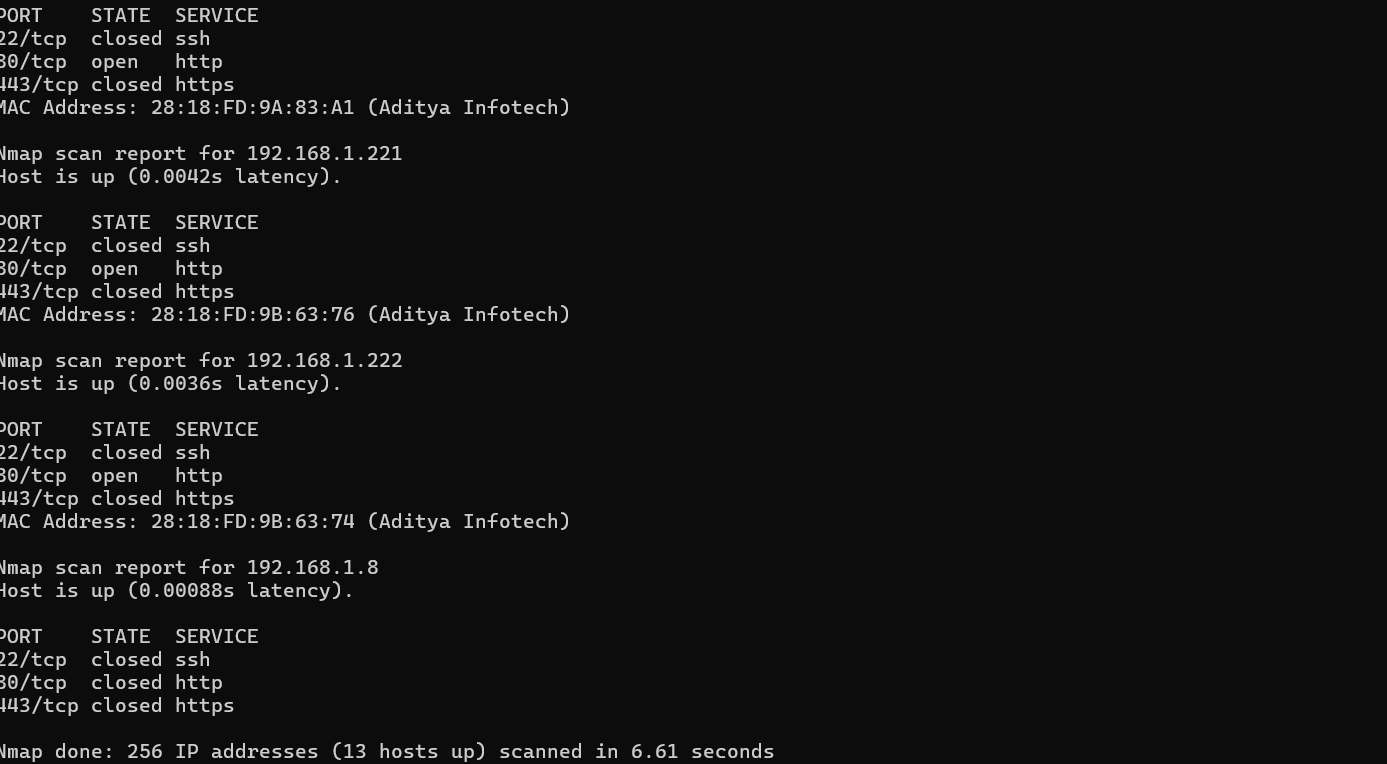 PORT    STATE  SERVICE
22/tcp  closed ssh
80/tcp  open   http
443/tcp closed https
MAC Address: 28:18:FD:9A:83:A1 (Aditya Infotech)
Nmap scan report for 192.168.1.221
Host is up (0.0042s latency).
PORT    STATE  SERVICE
22/tcp  closed ssh
80/tcp  open   http
443/tcp closed https
MAC Address: 28:18:FD:9B:63:76 (Aditya Infotech)
Nmap scan report for 192.168.1.222
Host is up (0.0036s latency).
PORT    STATE  SERVICE
22/tcp  closed ssh
80/tcp  open   http
443/tcp closed https
MAC Address: 28:18:FD:9B:63:74 (Aditya Infotech)
Nmap scan report for 192.168.1.8
Host is up (0.00088s latency).
PORT    STATE  SERVICE
22/tcp  closed ssh
80/tcp  closed http
443/tcp closed https
Nmap done: 256 IP addresses (13 hosts up) scanned in 6.61 seconds